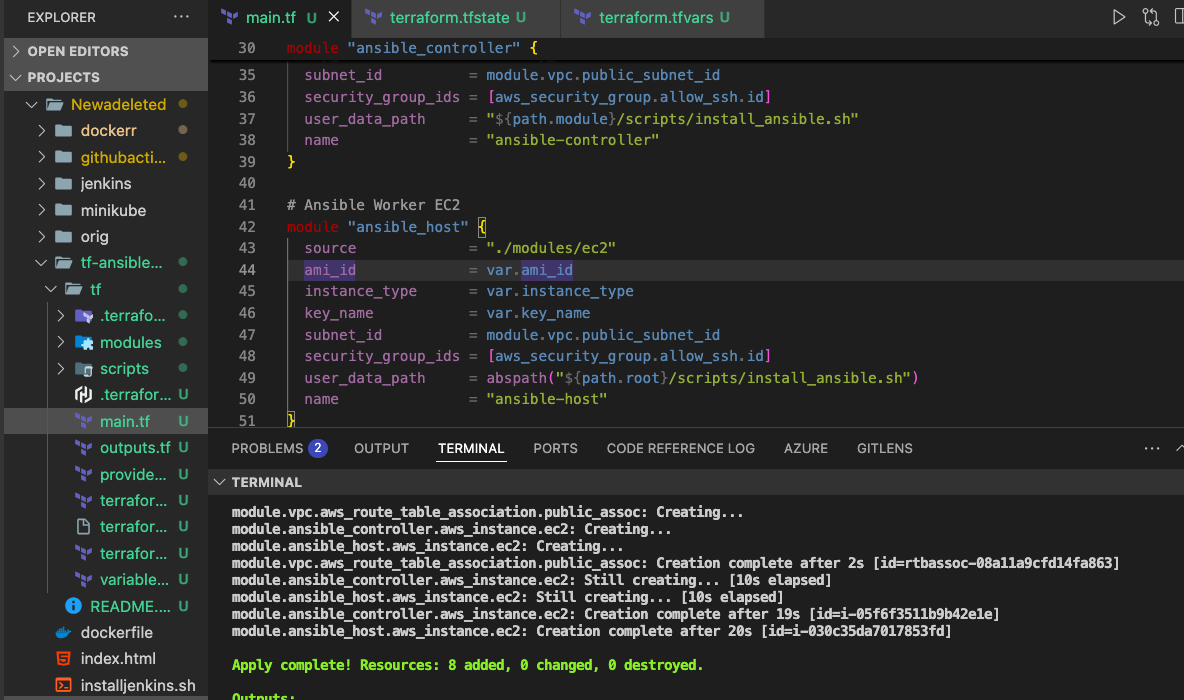 EXPLORER
...
OPEN EDITORS
PROJECTS
Newadeleted
dockerr
githubacti...
jenkins
minikube
orig
tf-ansible...
tf
.terrafo...
modules
scripts
.terrafor... U
main.tf U
outputs.tf U
provide... U
terrafor... U
terrafor... U
terrafor... U
variable... U
README.... U
dockerfile
index.html
installjenkins.sh
main.tf U
terraform.tfstate U
terraform.tfvars U
30 module "ansible_controller" {
35 subnet_id = module.vpc.public_subnet_id
36 security_group_ids = [aws_security_group.allow_ssh.id]
37 user_data_path = "${path.module}/scripts/install_ansible.sh"
38 name = "ansible-controller"
39 }
40
41 # Ansible Worker EC2
42 module "ansible_host" {
43 source = "./modules/ec2"
44 ami_id = var.ami_id
45 instance_type = var.instance_type
46 key_name = var.key_name
47 subnet_id = module.vpc.public_subnet_id
48 security_group_ids = [aws_security_group.allow_ssh.id]
49 user_data_path = abspath("${path.root}/scripts/install_ansible.sh")
50 name = "ansible-host"
51 }
PROBLEMS 2 OUTPUT TERMINAL PORTS CODE REFERENCE LOG AZURE GITLENS ...
TERMINAL
module.vpc.aws_route_table_association.public_assoc: Creating...
module.ansible_controller.aws_instance.ec2: Creating...
module.ansible_host.aws_instance.ec2: Creating...
module.vpc.aws_route_table_association.public_assoc: Creation complete after 2s [id=rtbassoc-08a11a9cfd14fa863]
module.ansible_controller.aws_instance.ec2: Still creating... [10s elapsed]
module.ansible_host.aws_instance.ec2: Still creating... [10s elapsed]
module.ansible_controller.aws_instance.ec2: Creation complete after 19s [id=i-05f6f3511b9b42e1e]
module.ansible_host.aws_instance.ec2: Creation complete after 20s [id=i-030c35da7017853fd]
Apply complete! Resources: 8 added, 0 changed, 0 destroyed.
Outputs: